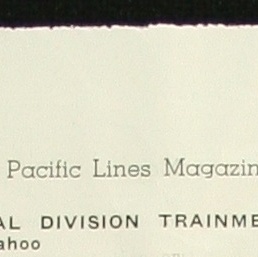 Pacific Lines Magazin
AL DIVISION TRAINME
ahoo